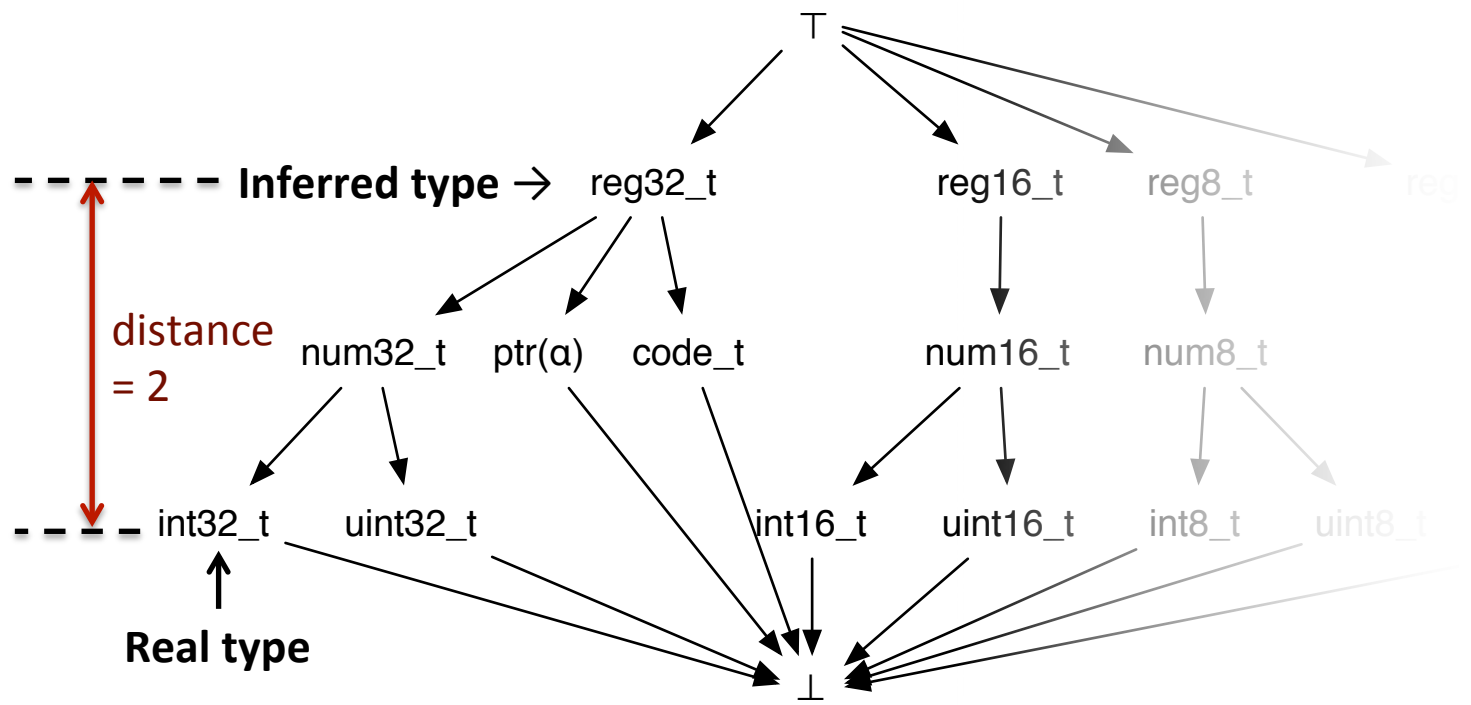 ⊤
Inferred type → reg32_t reg16_t reg8_t reg
distance
= 2
num32_t ptr(α) code_t num16_t num8_t
int32_t uint32_t int16_t uint16_t int8_t uint8_t
Real type
⊥